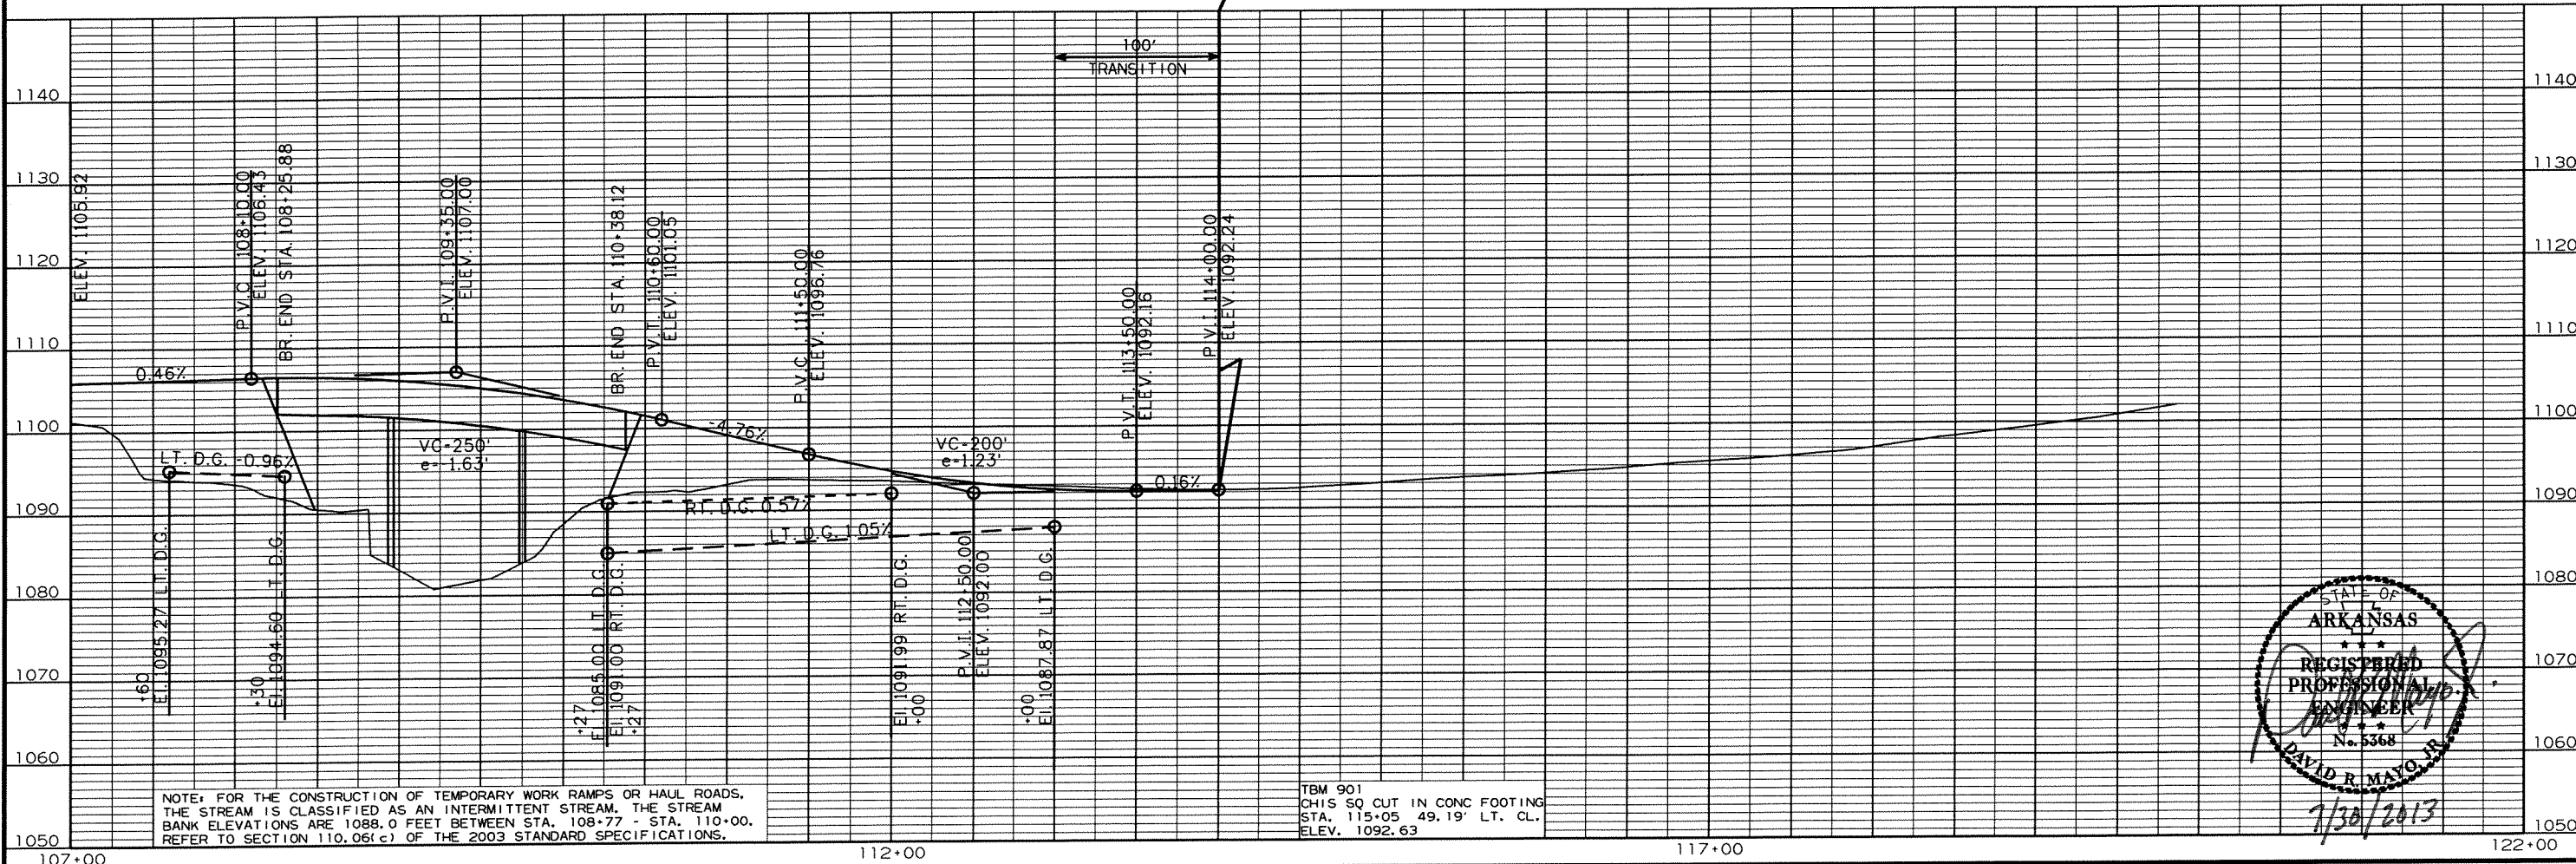 100'
TRANSITION
1140
1140
1130
1130
1120
1120
1110
1110
1100
1100
1090
1090
1080
1080
1070
1070
1060
1060
1050
1050
ELEV. 1105.92
P.V.C. 108+10.00
ELEV. 1106.43
BR. END STA. 108+25.88
P.V.I. 109+35.00
ELEV. 1107.00
BR. END STA. 110+38.12
P.V.T. 110+60.00
ELEV. 1101.05
P.V.C. 111+50.00
ELEV. 1096.76
P.V.T. 113+50.00
ELEV. 1092.16
P.V.I. 114+00.00
ELEV. 1092.24
0.46%
-4.76%
0.16%
VC=250'
e=-1.63'
VC=200'
e=1.23'
LT. D.G. -0.96%
RT. D.G. 0.57%
LT. D.G. 1.05%
+60
El. 1095.27 LT. D.G.
+30
El. 1094.60 LT. D.G.
+27
El. 1085.00 LT. D.G.
El. 1091.00 RT. D.G.
+27
El. 1091.99 RT. D.G.
+00
P.V.I. 112+50.00
ELEV. 1092.00
+00
El. 1087.87 LT. D.G.
NOTE: FOR THE CONSTRUCTION OF TEMPORARY WORK RAMPS OR HAUL ROADS,
THE STREAM IS CLASSIFIED AS AN INTERMITTENT STREAM. THE STREAM
BANK ELEVATIONS ARE 1088.0 FEET BETWEEN STA. 108+77 - STA. 110+00.
REFER TO SECTION 110.06(c) OF THE 2003 STANDARD SPECIFICATIONS.
TBM 901
CHIS SQ CUT IN CONC FOOTING
STA. 115+05 49.19' LT. CL.
ELEV. 1092.63
STATE OF
ARKANSAS
REGISTERED
PROFESSIONAL
ENGINEER
No. 5368
DAVID R. MAYO, JR.
7/30/2013
107+00
112+00
117+00
122+00